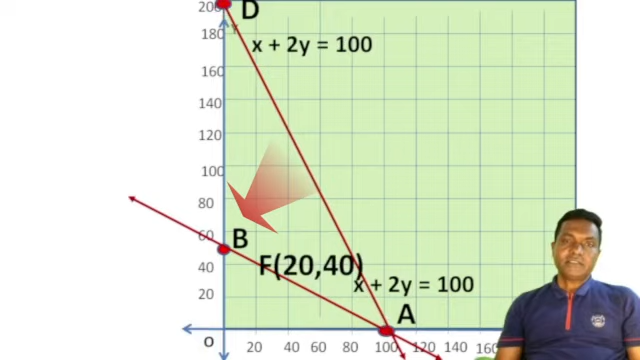 200
D
y
180
x + 2y = 100
160
140
120
100
80
60
B
40
F(20,40)
x + 2y = 100
20
A
O
20 40 60 80 100 120 140 160